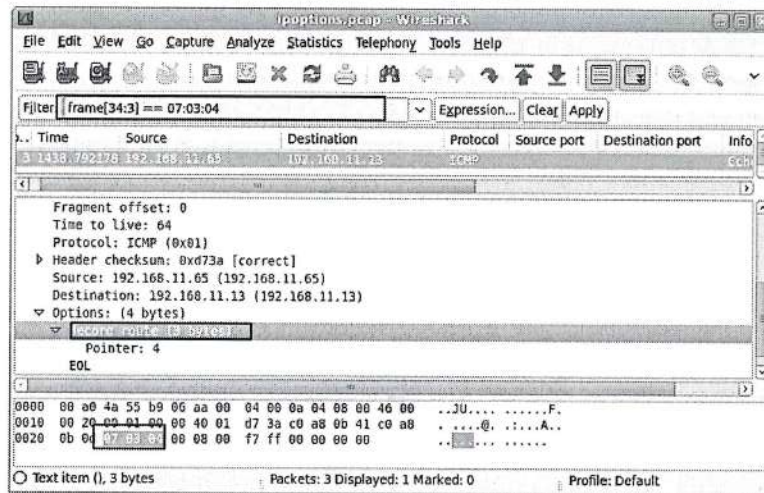 ipoptions.pcap - Wireshark
File Edit View Go Capture Analyze Statistics Telephony Tools Help
Filter: frame[34:3] == 07:03:04 Expression... Clear Apply
Time Source Destination Protocol Source port Destination port Info
3 1438.792178 192.168.11.65 192.168.11.13 ICMP Echo
Fragment offset: 0
Time to live: 64
Protocol: ICMP (0x01)
Header checksum: 0xd73a [correct]
Source: 192.168.11.65 (192.168.11.65)
Destination: 192.168.11.13 (192.168.11.13)
Options: (4 bytes)
Record route (3 bytes)
Pointer: 4
EOL
0000 00 a0 4a 55 b9 06 aa 00 04 00 0a 04 08 00 46 00 ..JU.... ......F.
0010 00 20 00 01 00 00 40 01 d7 3a c0 a8 0b 41 c0 a8 . ....@. .:...A..
0020 0b 0d 07 03 04 00 08 00 f7 ff 00 00 00 00 ........ ......
Text item (), 3 bytes Packets: 3 Displayed: 1 Marked: 0 Profile: Default